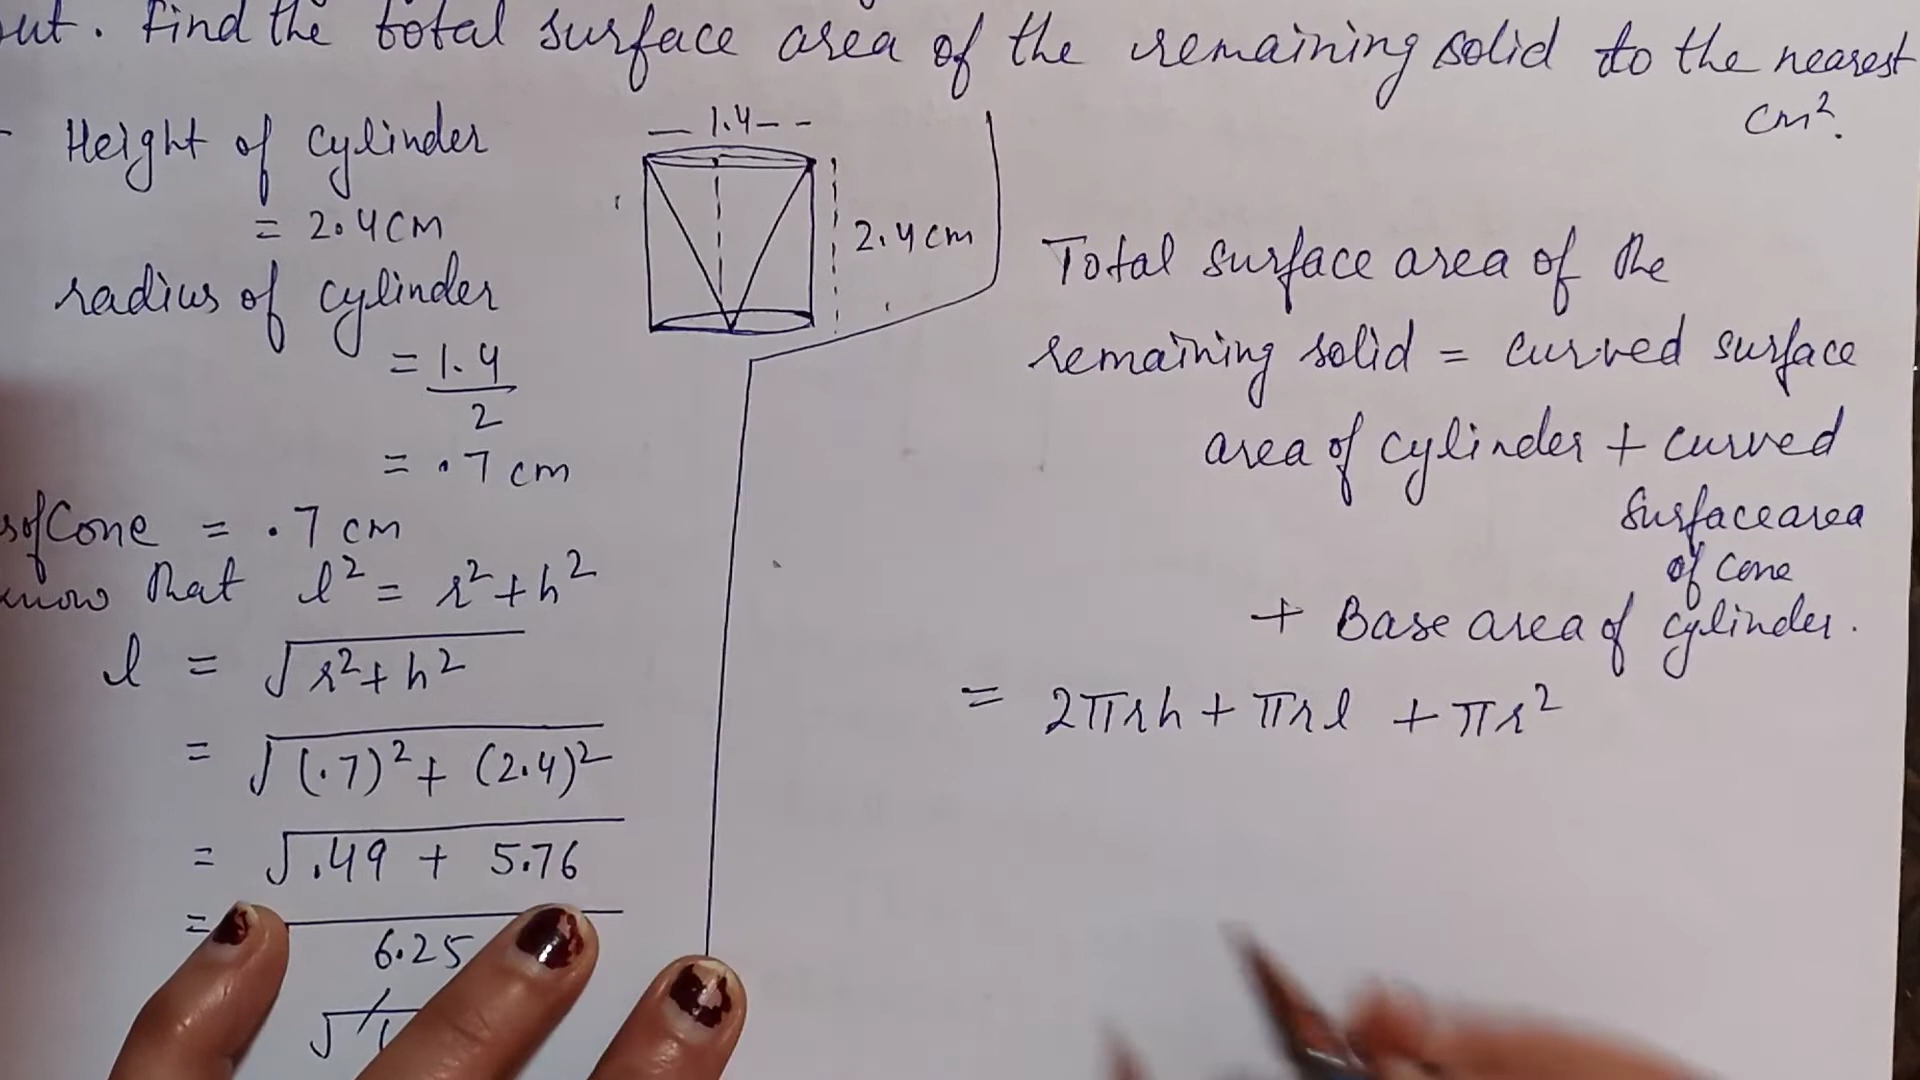 out. Find the total surface area of the remaining solid to the nearest
cm².
Height of cylinder
= 2.4cm
radius of cylinder
= 1.4
2
= .7 cm
of Cone = .7 cm
know that l² = r²+h²
l = √r²+h²
= √(.7)²+ (2.4)²
= √.49 + 5.76
=
6.25
1.4
2.4cm
Total surface area of the
remaining solid = curved surface
area of cylinder + curved
Surface area
of cone
+ Base area of cylinder.
= 2πrh + πrl + πr²